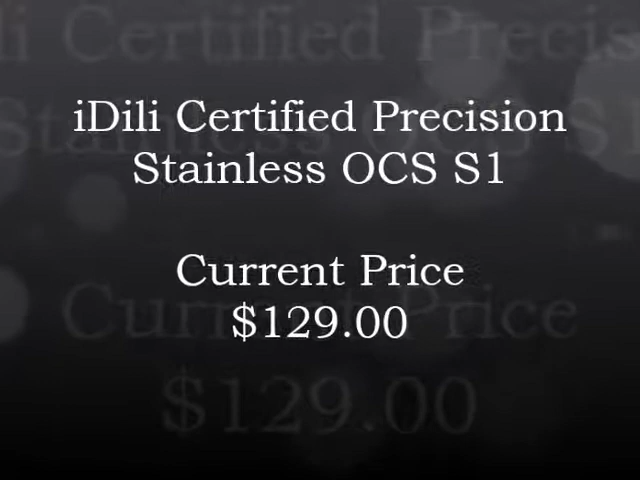 iDili Certified Precision
Stainless OCS S1
Current Price
$129.00